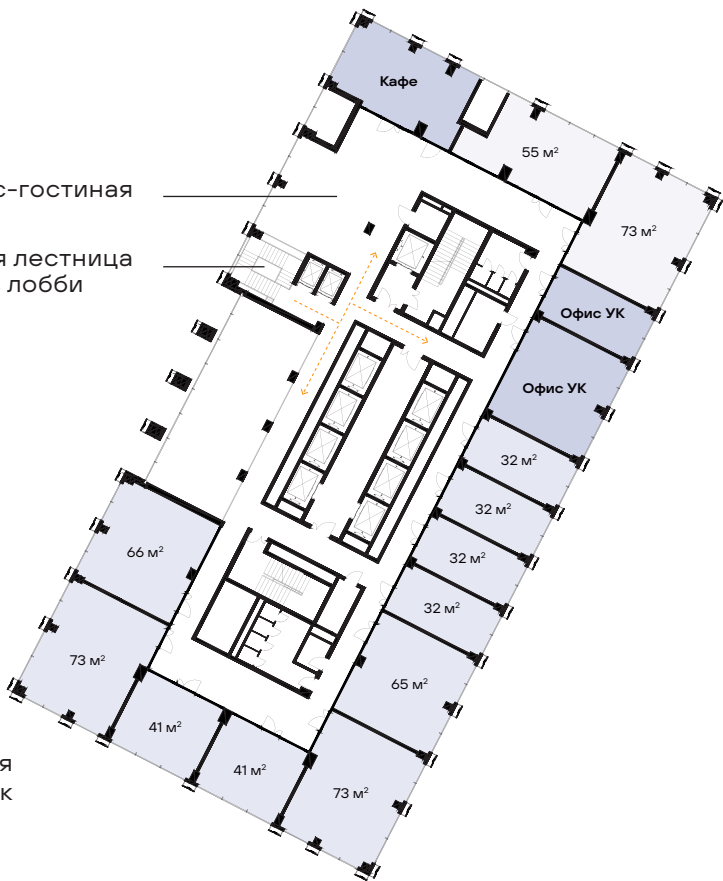 Кафе
55 м²
с-гостиная
73 м²
я лестница
лобби
Офис УК
Офис УК
32 м²
32 м²
66 м²
32 м²
32 м²
73 м²
65 м²
41 м²
41 м²
73 м²
я
к